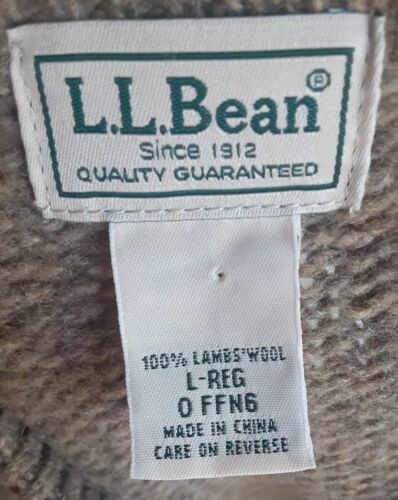 L.L.Bean®
Since 1912
QUALITY GUARANTEED
100% LAMBS'WOOL
L-REG
0 FFN6
MADE IN CHINA
CARE ON REVERSE